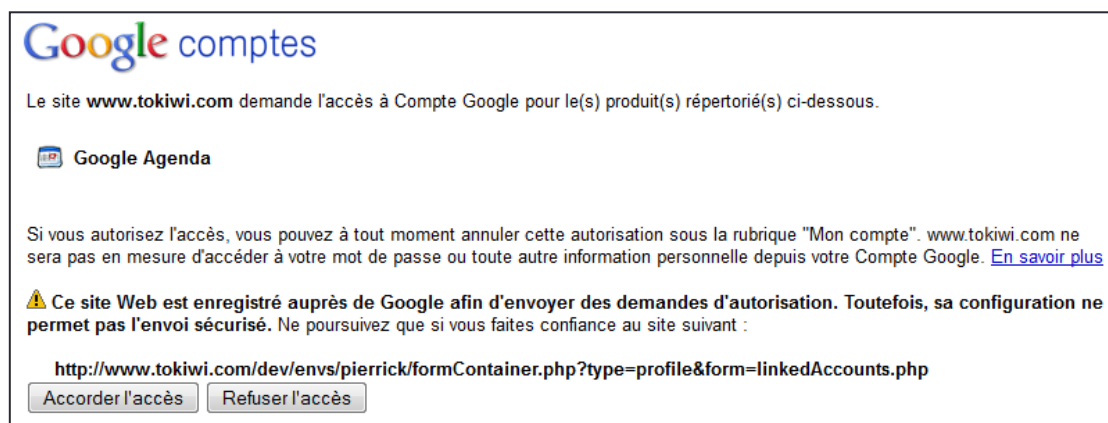 Google comptes
Le site www.tokiwi.com demande l'accès à Compte Google pour le(s) produit(s) répertorié(s) ci-dessous.
Google Agenda
Si vous autorisez l'accès, vous pouvez à tout moment annuler cette autorisation sous la rubrique "Mon compte". www.tokiwi.com ne
sera pas en mesure d'accéder à votre mot de passe ou toute autre information personnelle depuis votre Compte Google. En savoir plus
Ce site Web est enregistré auprès de Google afin d'envoyer des demandes d'autorisation. Toutefois, sa configuration ne
permet pas l'envoi sécurisé. Ne poursuivez que si vous faites confiance au site suivant :
http://www.tokiwi.com/dev/envs/pierrick/formContainer.php?type=profile&form=linkedAccounts.php
Accorder l'accès Refuser l'accès